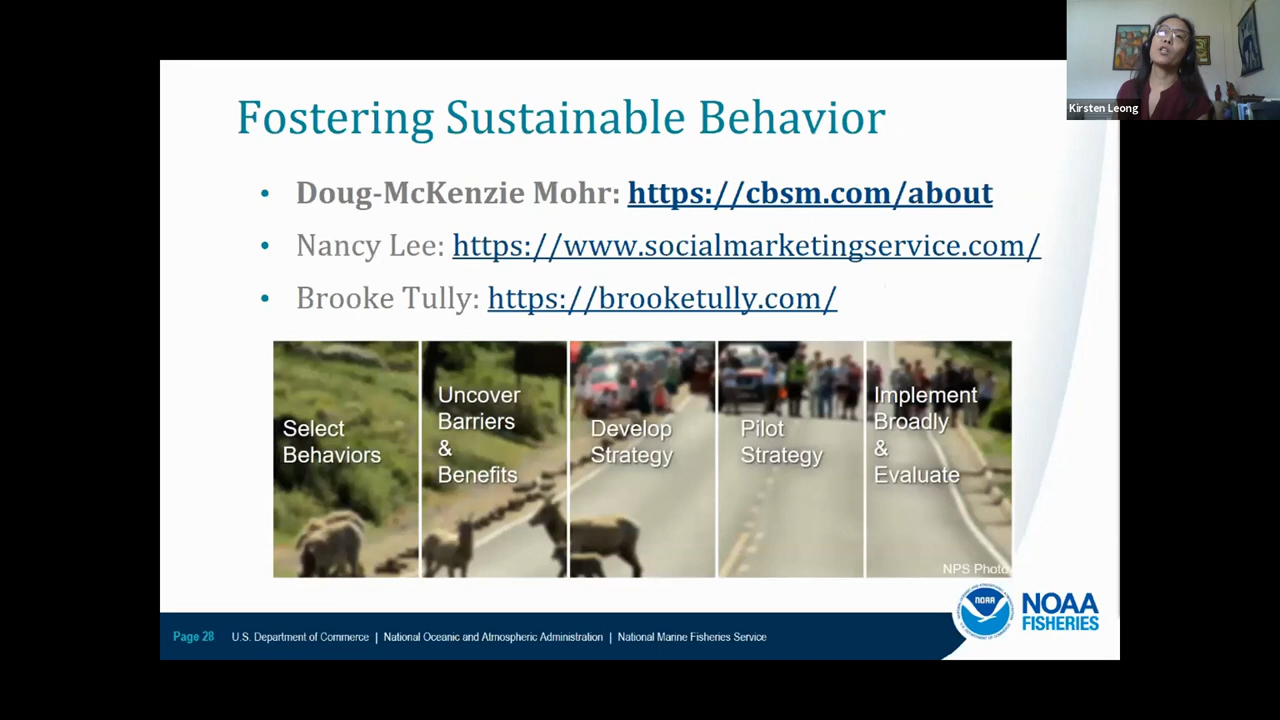 Kirsten Leong
Fostering Sustainable Behavior
• Doug-McKenzie Mohr: https://cbsm.com/about
• Nancy Lee: https://www.socialmarketingservice.com/
• Brooke Tully: https://brooketully.com/
Select
Behaviors
Uncover
Barriers
&
Benefits
Develop
Strategy
Pilot
Strategy
Implement
Broadly
&
Evaluate
NPS Photo
NOAA
NOAA
FISHERIES
Page 28
U.S. Department of Commerce | National Oceanic and Atmospheric Administration | National Marine Fisheries Service